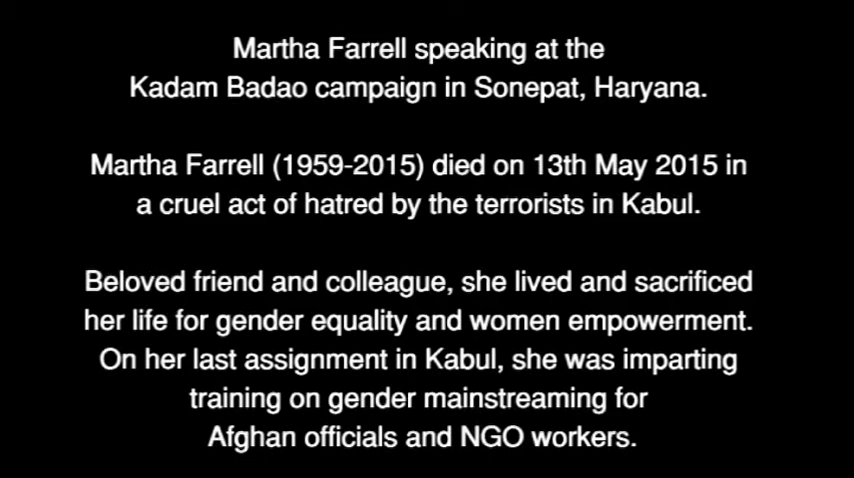 Martha Farrell speaking at the
Kadam Badao campaign in Sonepat, Haryana.
Martha Farrell (1959-2015) died on 13th May 2015 in
a cruel act of hatred by the terrorists in Kabul.
Beloved friend and colleague, she lived and sacrificed
her life for gender equality and women empowerment.
On her last assignment in Kabul, she was imparting
training on gender mainstreaming for
Afghan officials and NGO workers.